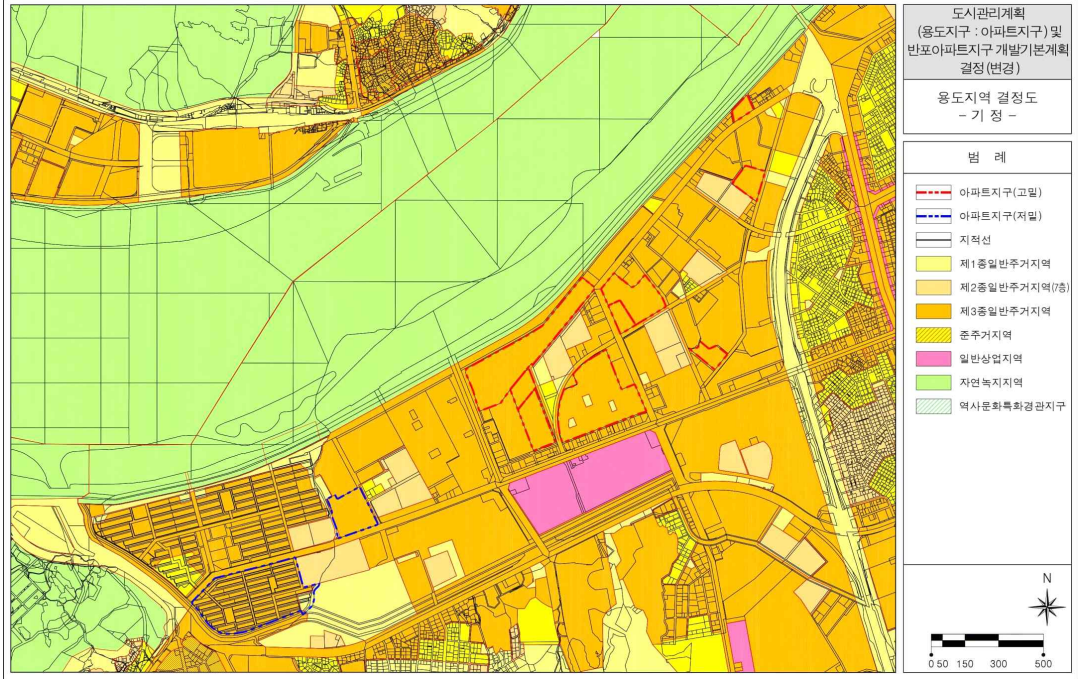 도시관리계획
(용도지구 : 아파트지구) 및
반포아파트지구 개발기본계획
결정(변경)
용도지역 결정도
- 기 정 -
범 례
아파트지구(고밀)
아파트지구(저밀)
지적선
제1종일반주거지역
제2종일반주거지역(7층)
제3종일반주거지역
준주거지역
일반상업지역
자연녹지지역
역사문화특화경관지구
N
0 50 150 300 500